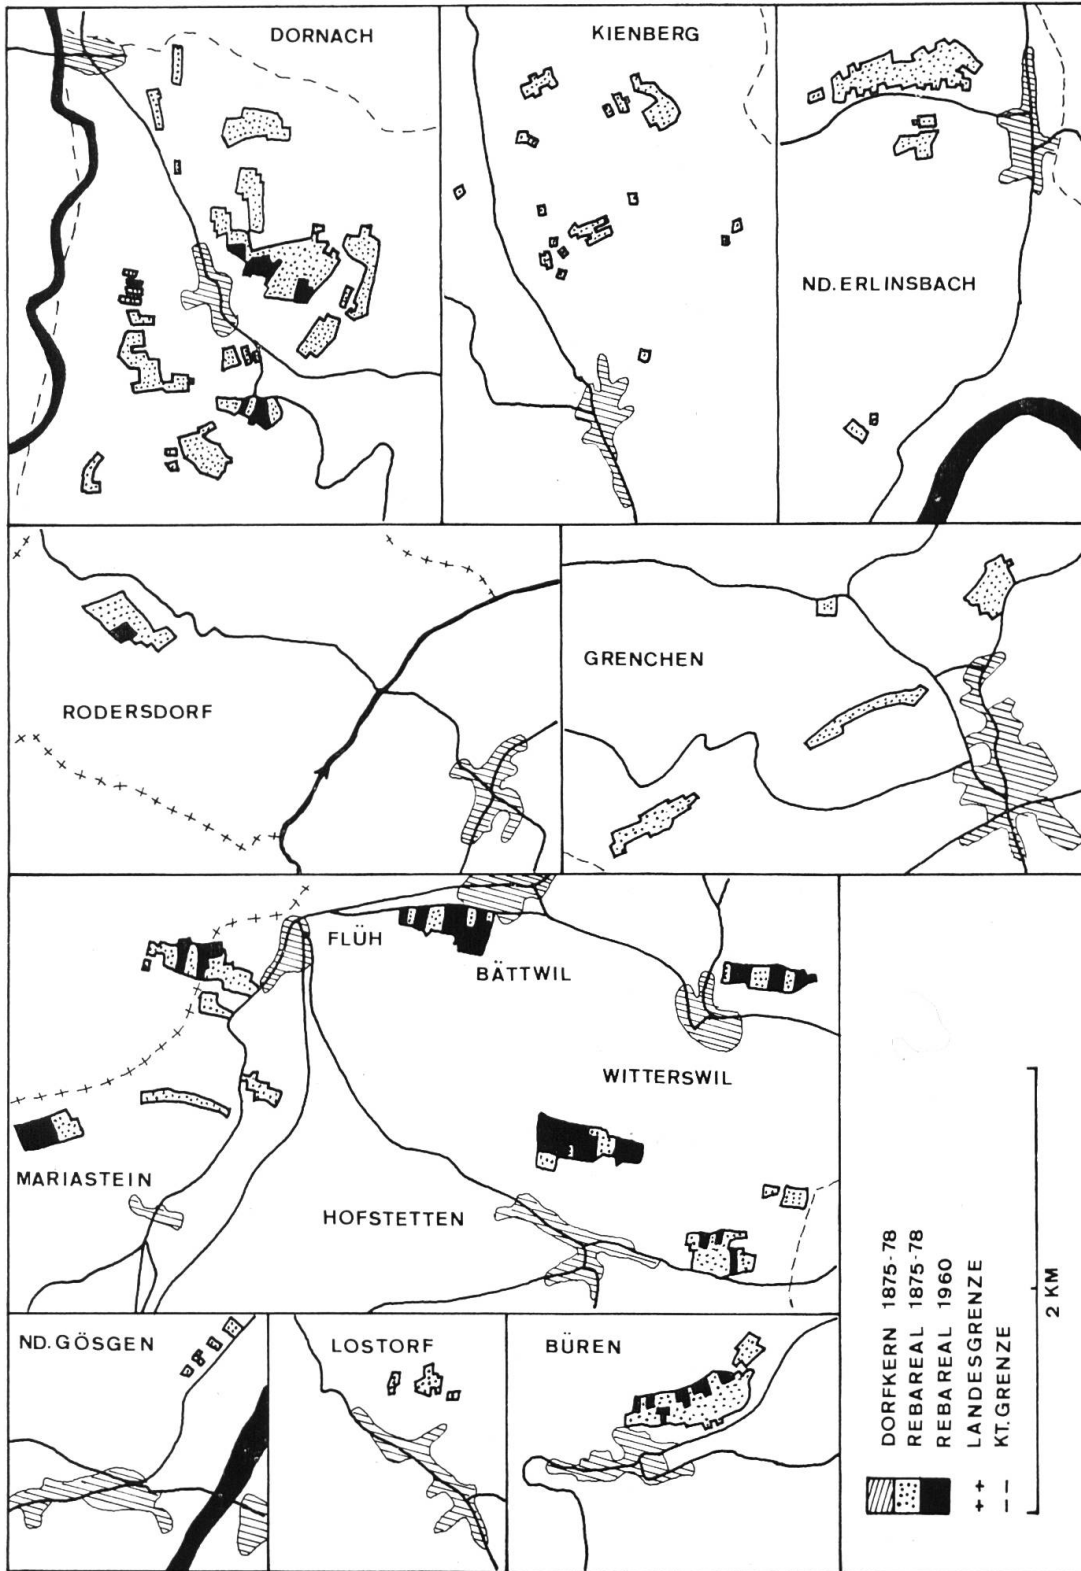 DORNACH
KIENBERG
ND. ERLINSBACH
RODERSDORF
GRENCHEN
FLÜH
BÄTTWIL
WITTERSWIL
MARIASTEIN
HOFSTETTEN
ND. GÖSGEN
LOSTORF
BÜREN
DORFKERN 1875-78
REBAREAL 1875-78
REBAREAL 1960
LANDESGRENZE
KT. GRENZE
2 KM